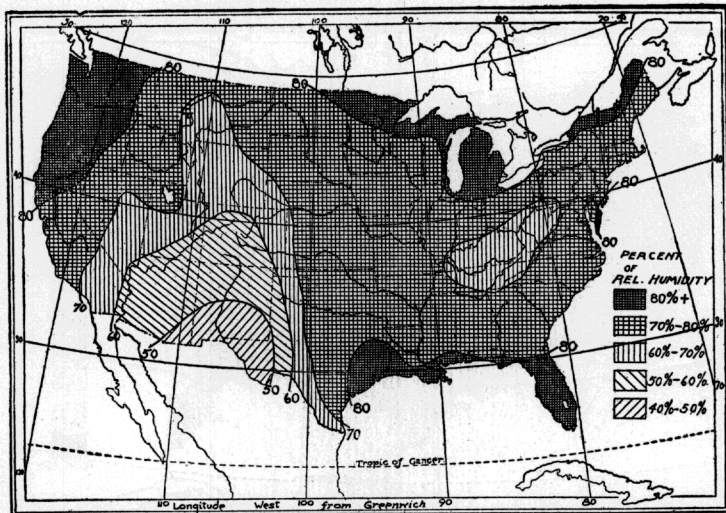 130 120 110 100 90 80 70 60
80 80 80
40 40
80 80
80
PERCENT
OF
REL. HUMIDITY
80%+
70%-80%
60%-70%
50%-60%
40%-50%
70 60 50
30 30
80
50 60 80
70
70
Tropic of Cancer
110 Longitude West 100 from Greenwich 90 80